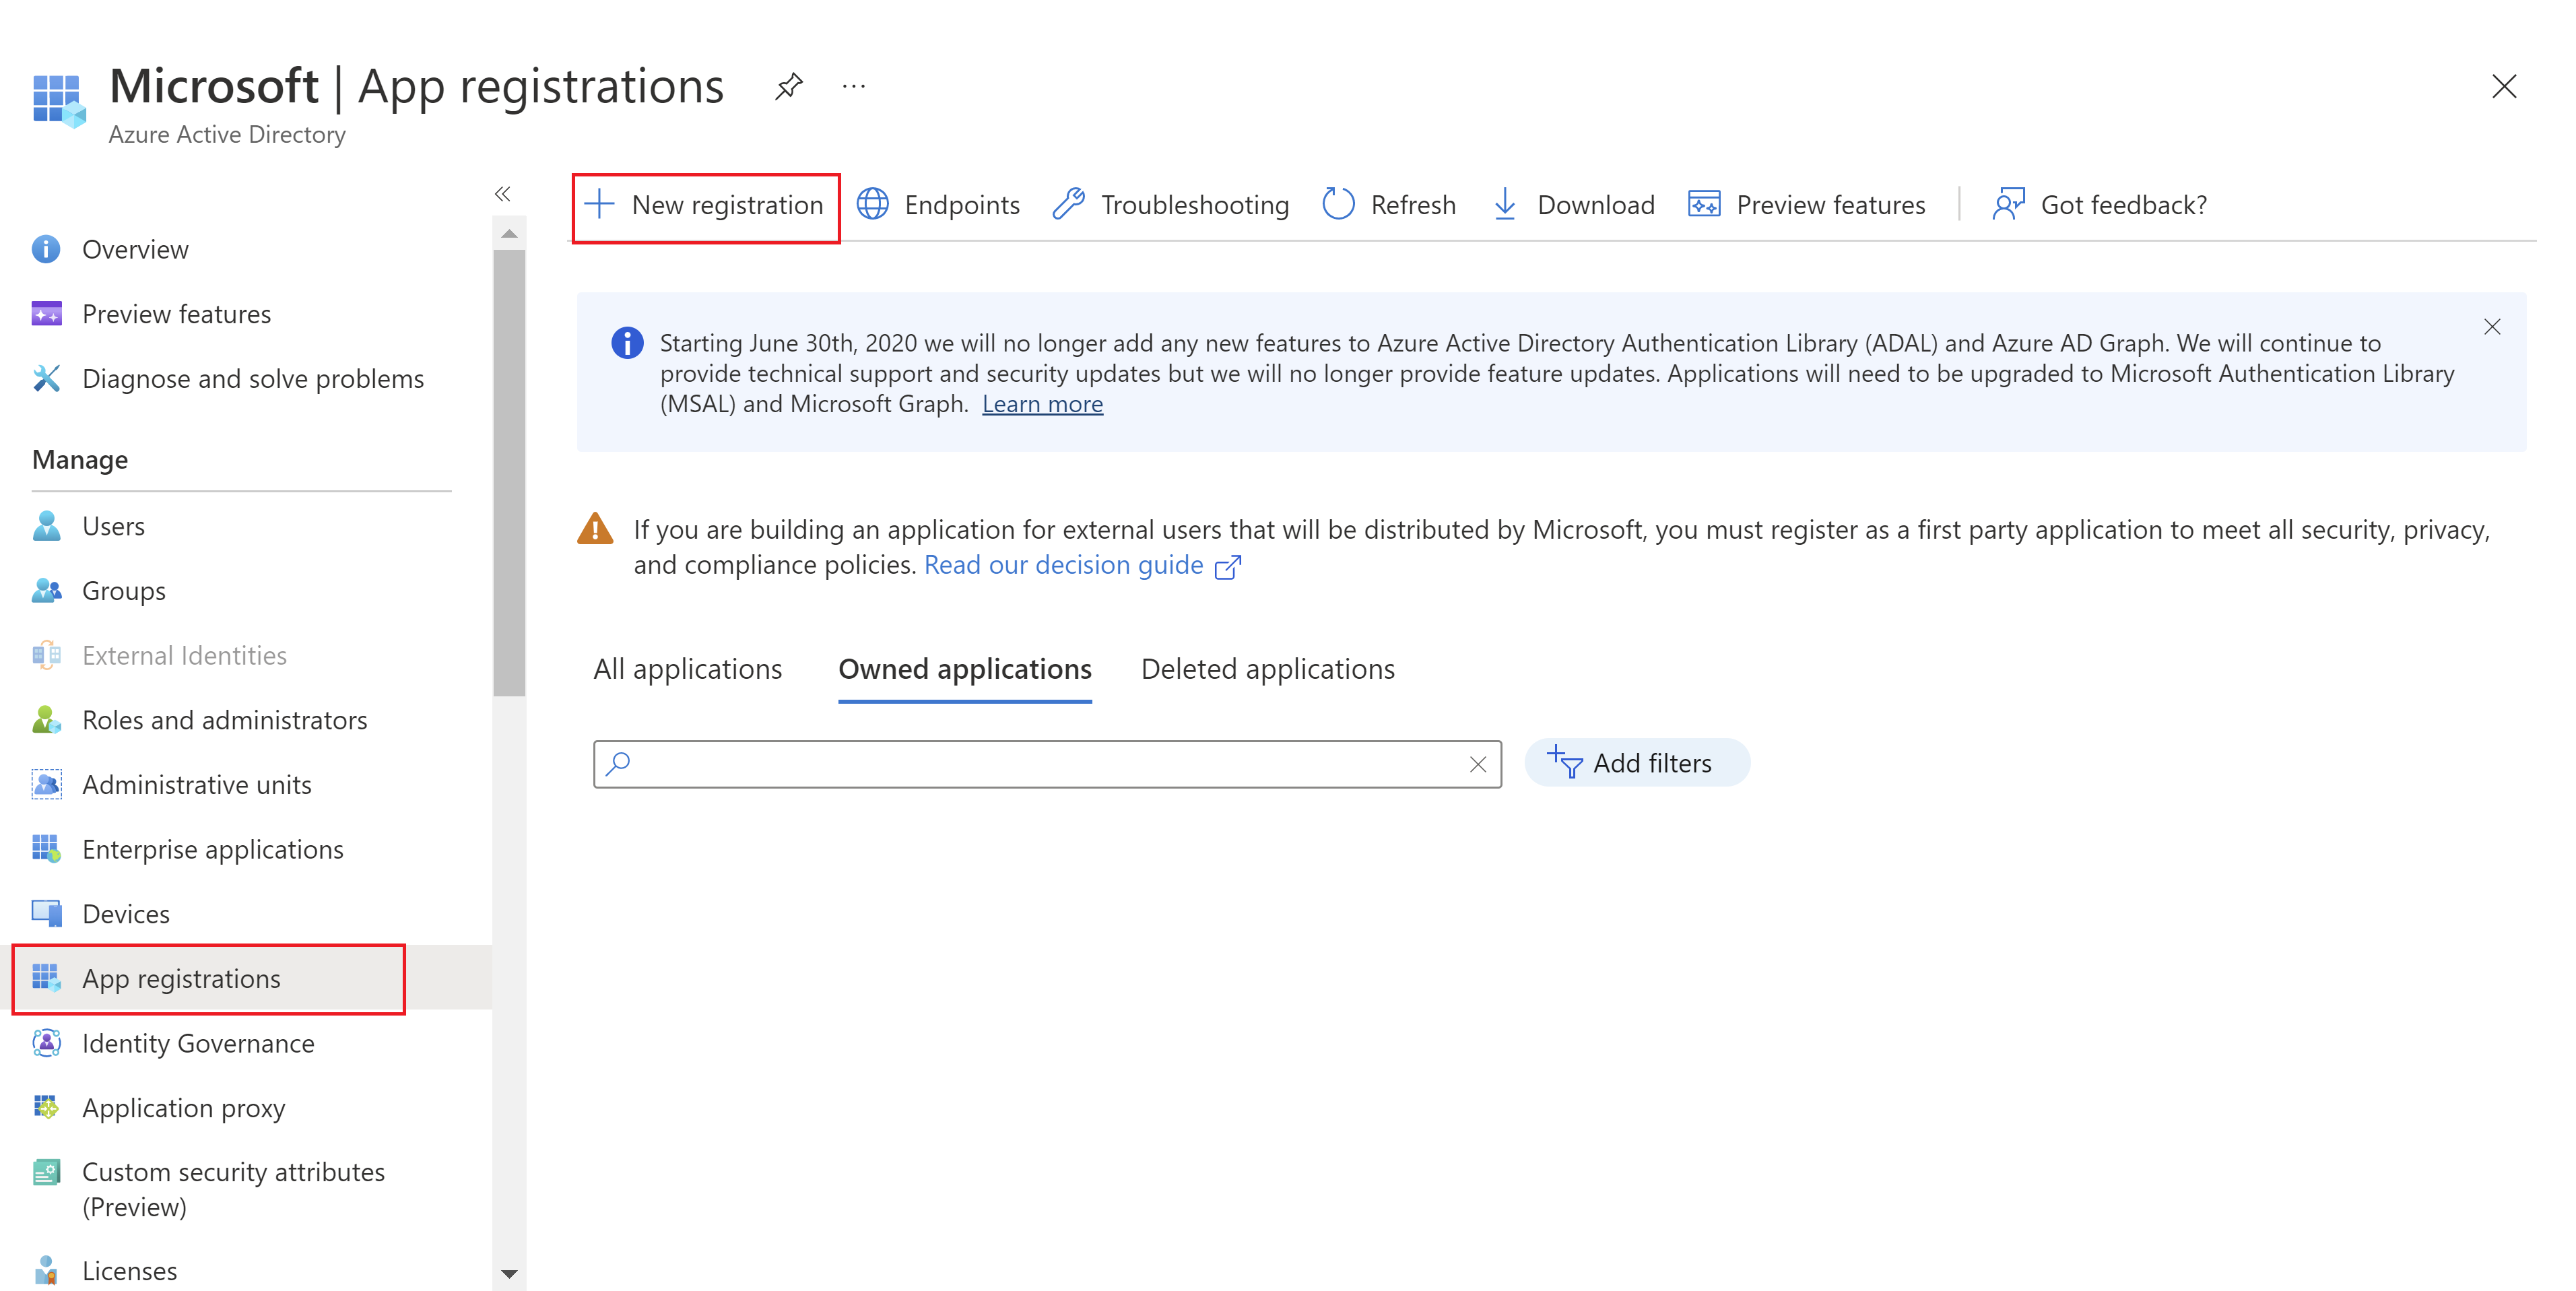 Microsoft | App registrations
Azure Active Directory
Overview
Preview features
Diagnose and solve problems
Manage
Users
Groups
External Identities
Roles and administrators
Administrative units
Enterprise applications
Devices
App registrations
Identity Governance
Application proxy
Custom security attributes
(Preview)
Licenses
New registration
Endpoints
Troubleshooting
Refresh
Download
Preview features
Got feedback?
Starting June 30th, 2020 we will no longer add any new features to Azure Active Directory Authentication Library (ADAL) and Azure AD Graph. We will continue to
provide technical support and security updates but we will no longer provide feature updates. Applications will need to be upgraded to Microsoft Authentication Library
(MSAL) and Microsoft Graph. Learn more
If you are building an application for external users that will be distributed by Microsoft, you must register as a first party application to meet all security, privacy,
and compliance policies. Read our decision guide
All applications
Owned applications
Deleted applications
Add filters